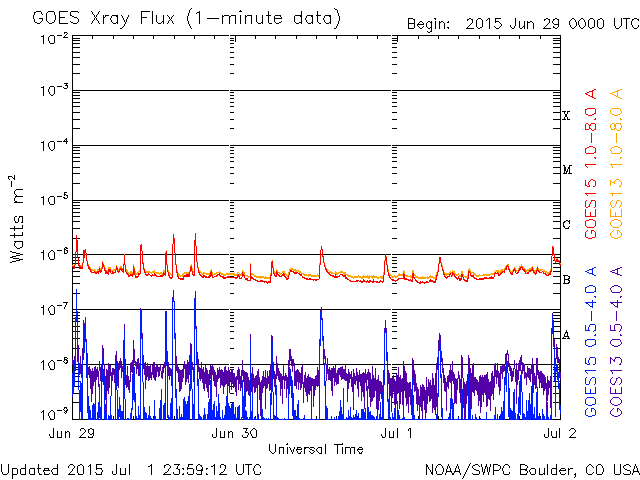 GOES Xray Flux (1-minute data)
Begin: 2015 Jun 29 0000 UTC
10-2
10-3
10-4
10-5
10-6
10-7
10-8
10-9
Watts m-2
X
M
C
B
A
GOES15 1.0-8.0 A
GOES13 1.0-8.0 A
GOES15 0.5-4.0 A
GOES13 0.5-4.0 A
Jun 29
Jun 30
Jul 1
Jul 2
Universal Time
Updated 2015 Jul 1 23:59:12 UTC
NOAA/SWPC Boulder, CO USA